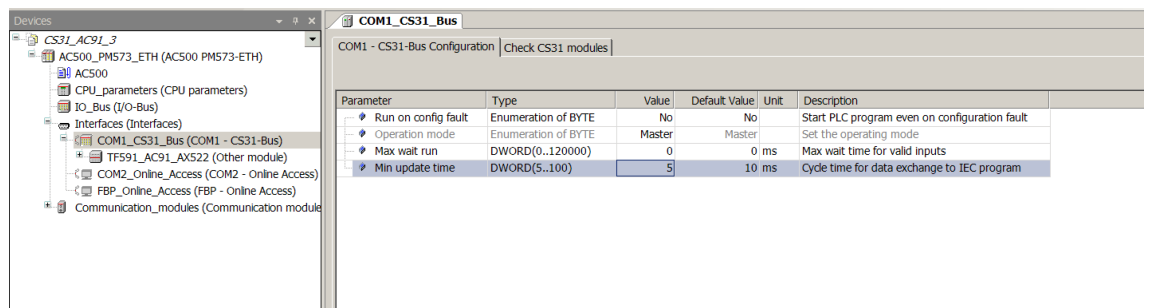 Devices
CS31_AC91_3
AC500_PM573_ETH (AC500 PM573-ETH)
AC500
CPU_parameters (CPU parameters)
IO_Bus (I/O-Bus)
Interfaces (Interfaces)
COM1_CS31_Bus (COM1 - CS31-Bus)
TF591_AC91_AX522 (Other module)
COM2_Online_Access (COM2 - Online Access)
FBP_Online_Access (FBP - Online Access)
Communication_modules (Communication module
COM1_CS31_Bus
COM1 - CS31-Bus Configuration Check CS31 modules
Parameter Type Value Default Value Unit Description
Run on config fault Enumeration of BYTE No No Start PLC program even on configuration fault
Operation mode Enumeration of BYTE Master Master Set the operating mode
Max wait run DWORD(0..120000) 0 0 ms Max wait time for valid inputs
Min update time DWORD(5..100) 5 10 ms Cycle time for data exchange to IEC program